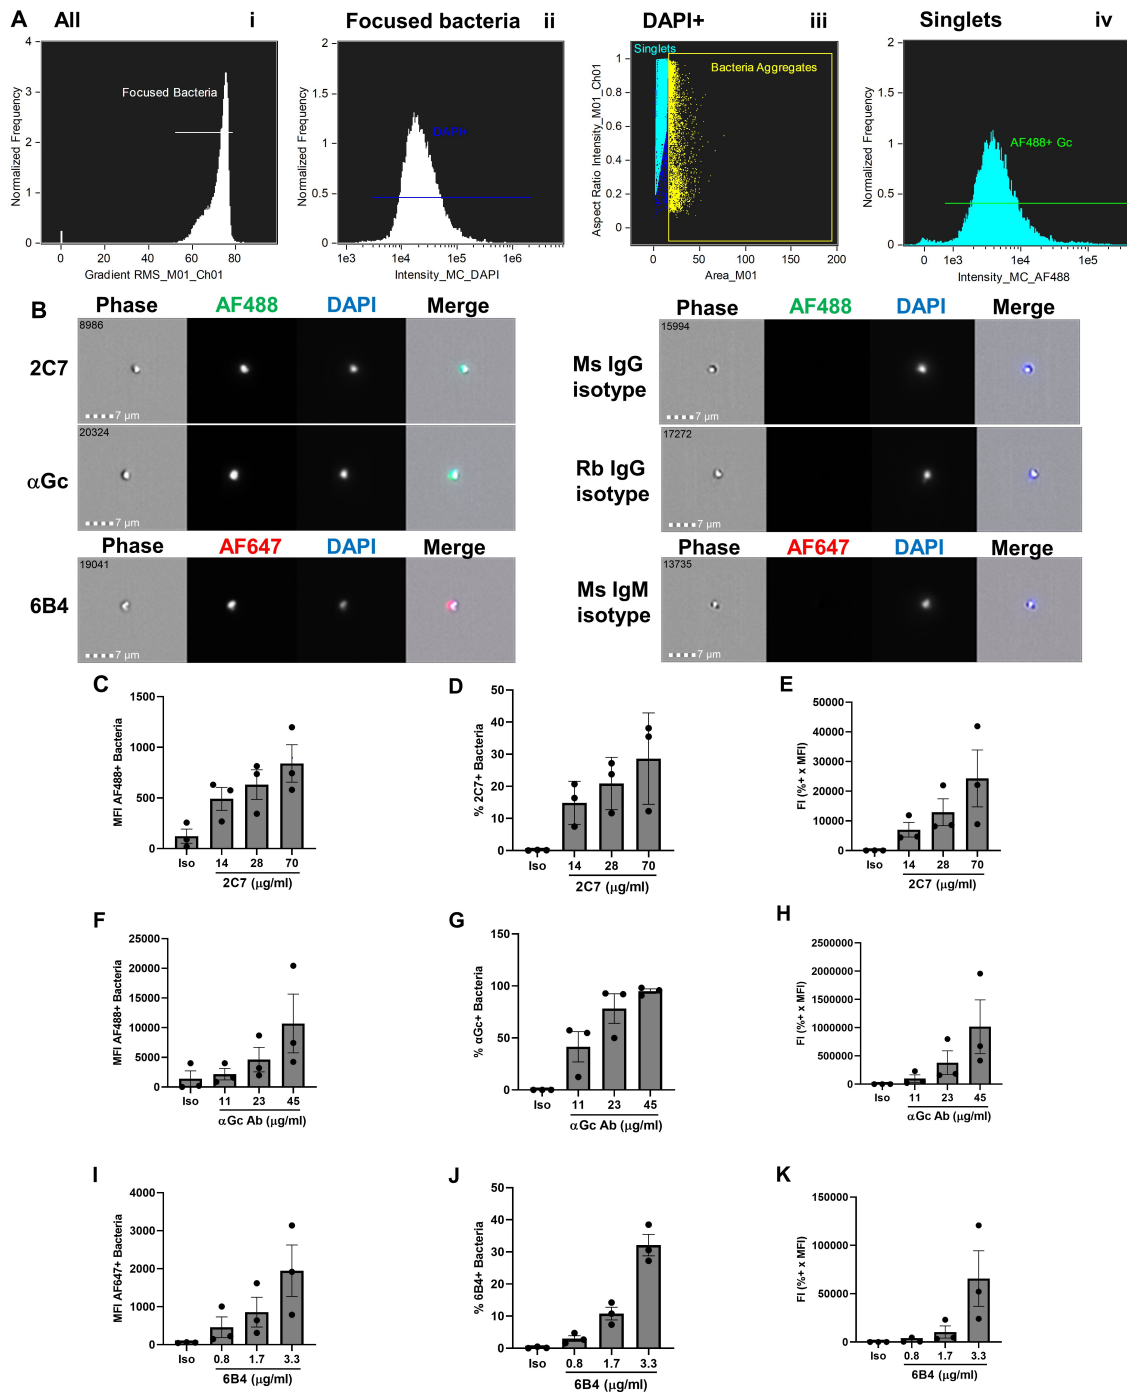 A All i Focused bacteria ii DAPI+ iii Singlets iv
Normalized Frequency
4
3
2
1
0
Focused Bacteria
0 20 40 60 80
Gradient RMS_M01_Ch01
Normalized Frequency
2
1.5
1
0.5
0
DAPI+
1e3 1e4 1e5 1e6
Intensity_MC_DAPI
Aspect Ratio Intensity_M01_Ch01
1
0.8
0.6
0.4
0.2
0
Singlets
Bacteria Aggregates
0 50 100 150 200
Area_M01
Normalized Frequency
2
1.5
1
0.5
0
AF488+ Gc
0 1e3 1e4 1e5
Intensity_MC_AF488
B Phase AF488 DAPI Merge
2C7
8986
7 µm
αGc
20324
7 µm
Phase AF647 DAPI Merge
6B4
19041
7 µm
Phase AF488 DAPI Merge
Ms IgG
isotype
15994
7 µm
Rb IgG
isotype
17272
7 µm
Phase AF647 DAPI Merge
Ms IgM
isotype
13735
7 µm
C
MFI AF488+ Bacteria
1500
1000
500
0
Iso 14 28 70
2C7 (µg/ml)
D
% 2C7+ Bacteria
50
40
30
20
10
0
Iso 14 28 70
2C7 (µg/ml)
E
FI (%+ x MFI)
50000
40000
30000
20000
10000
0
Iso 14 28 70
2C7 (µg/ml)
F
MFI AF488+ Bacteria
25000
20000
15000
10000
5000
0
Iso 11 23 45
αGc Ab (µg/ml)
G
% αGc+ Bacteria
150
100
50
0
Iso 11 23 45
αGc Ab (µg/ml)
H
FI (%+ x MFI)
2500000
2000000
1500000
1000000
500000
0
Iso 11 23 45
αGc Ab (µg/ml)
I
MFI AF647+ Bacteria
4000
3000
2000
1000
0
Iso 0.8 1.7 3.3
6B4 (µg/ml)
J
% 6B4+ Bacteria
50
40
30
20
10
0
Iso 0.8 1.7 3.3
6B4 (µg/ml)
K
FI (%+ x MFI)
150000
100000
50000
0
Iso 0.8 1.7 3.3
6B4 (µg/ml)